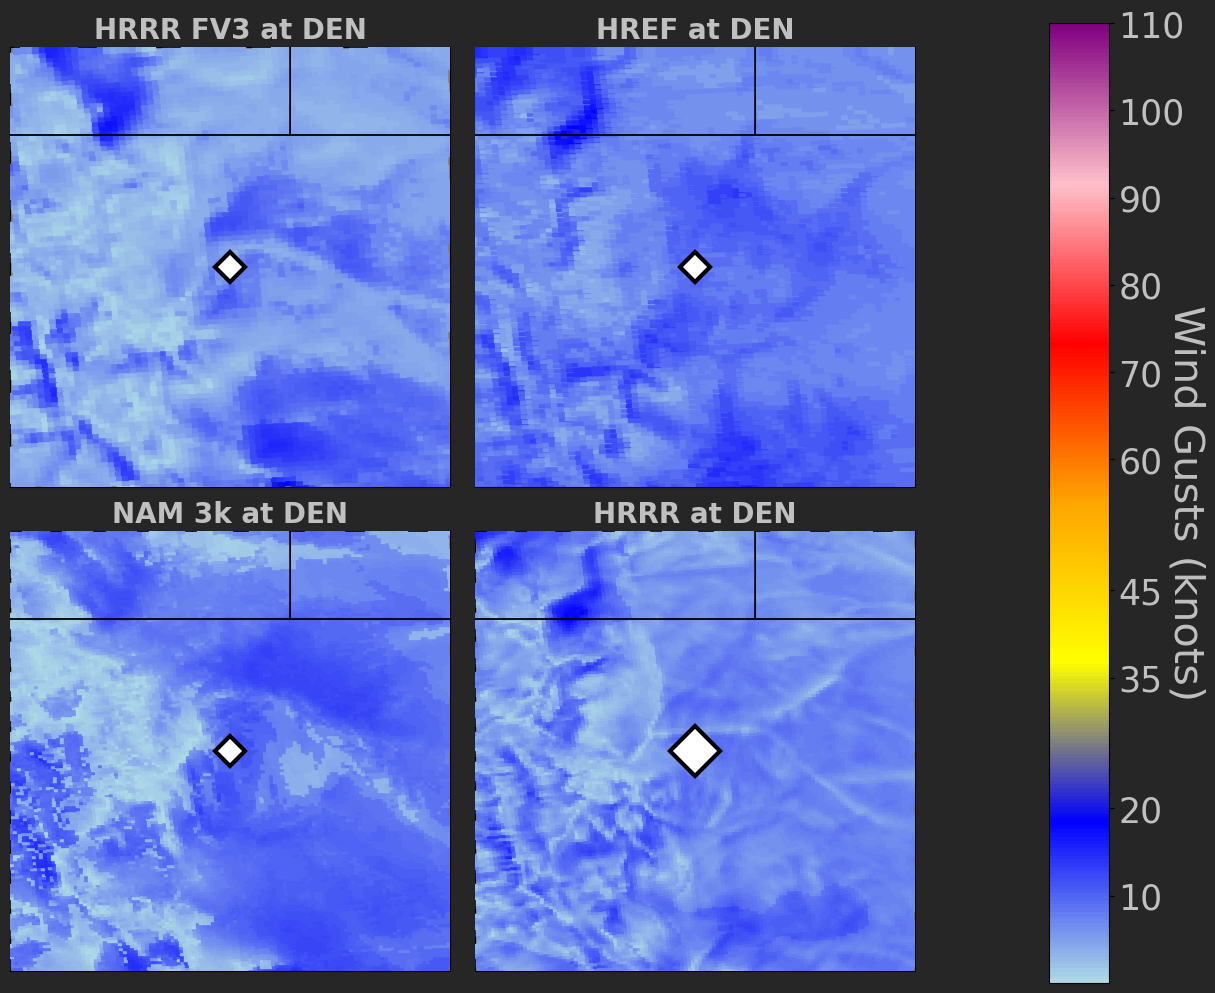 HRRR FV3 at DEN
HREF at DEN
NAM 3k at DEN
HRRR at DEN
110
100
90
80
70
60
45
35
20
10
Wind Gusts (knots)